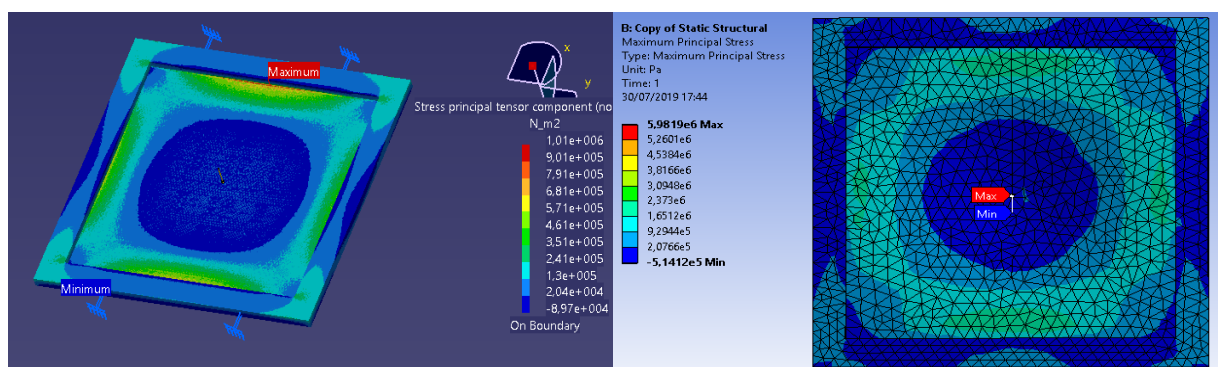 Maximum
Minimum
x
y
Stress principal tensor component (no
N_m2
1,01e+006
9,01e+005
7,91e+005
6,81e+005
5,71e+005
4,61e+005
3,51e+005
2,41e+005
1,3e+005
2,04e+004
-8,97e+004
On Boundary
B: Copy of Static Structural
Maximum Principal Stress
Type: Maximum Principal Stress
Unit: Pa
Time: 1
30/07/2019 17:44
5,9819e6 Max
5,2601e6
4,5384e6
3,8166e6
3,0948e6
2,373e6
1,6512e6
9,2944e5
2,0766e5
-5,1412e5 Min
Max
Min